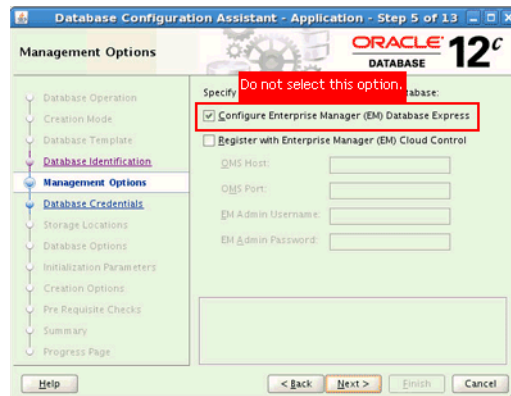 Database Configuration Assistant - Application - Step 5 of 13
Management Options
ORACLE
DATABASE
12c
Database Operation
Creation Mode
Database Template
Database Identification
Management Options
Database Credentials
Storage Locations
Database Options
Initialization Parameters
Creation Options
Pre Requisite Checks
Summary
Progress Page
Do not select this option.
Specify
tabase:
Configure Enterprise Manager (EM) Database Express
Register with Enterprise Manager (EM) Cloud Control
OMS Host:
OMS Port:
EM Admin Username:
EM Admin Password:
Help
< Back
Next >
Finish
Cancel